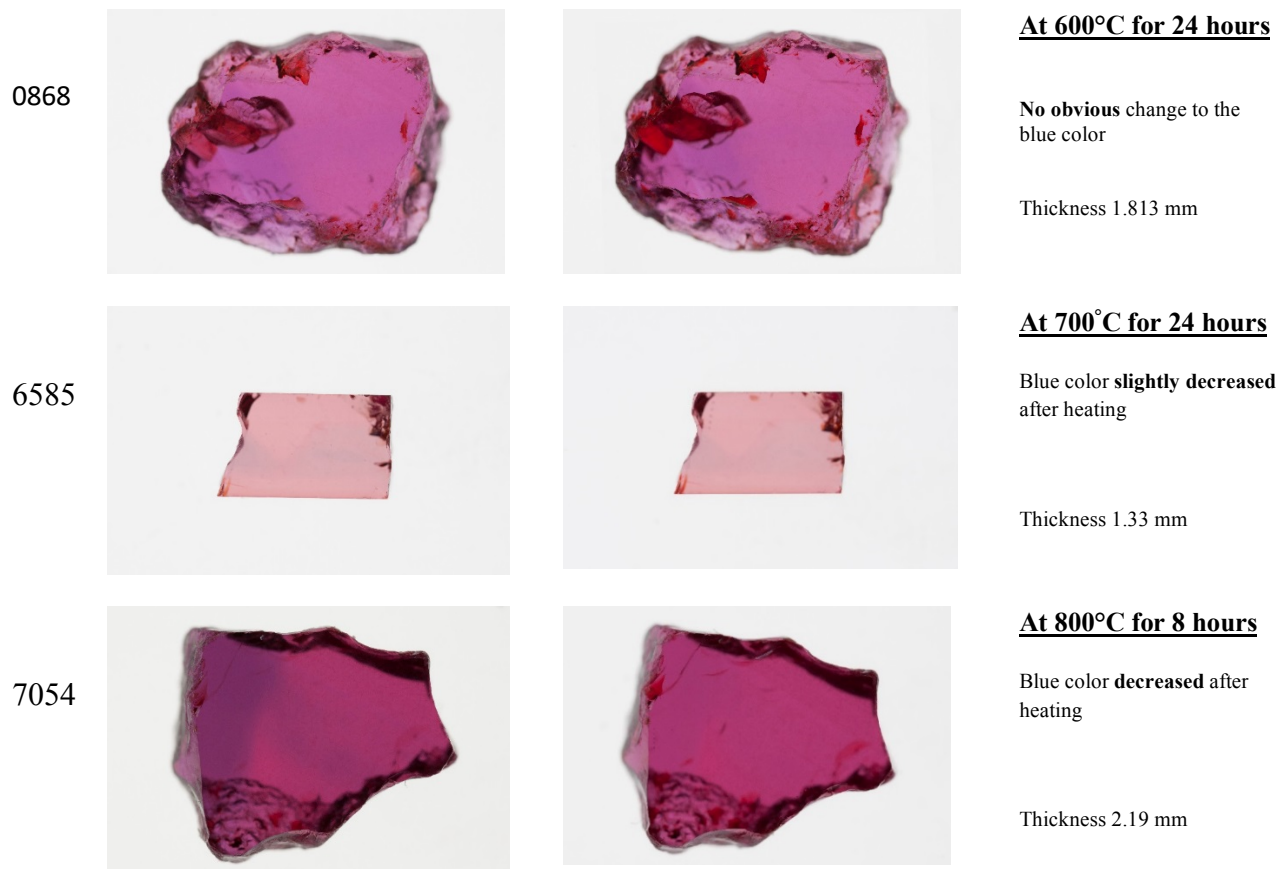 0868
At 600°C for 24 hours
No obvious change to the
blue color
Thickness 1.813 mm
6585
At 700°C for 24 hours
Blue color slightly decreased
after heating
Thickness 1.33 mm
7054
At 800°C for 8 hours
Blue color decreased after
heating
Thickness 2.19 mm